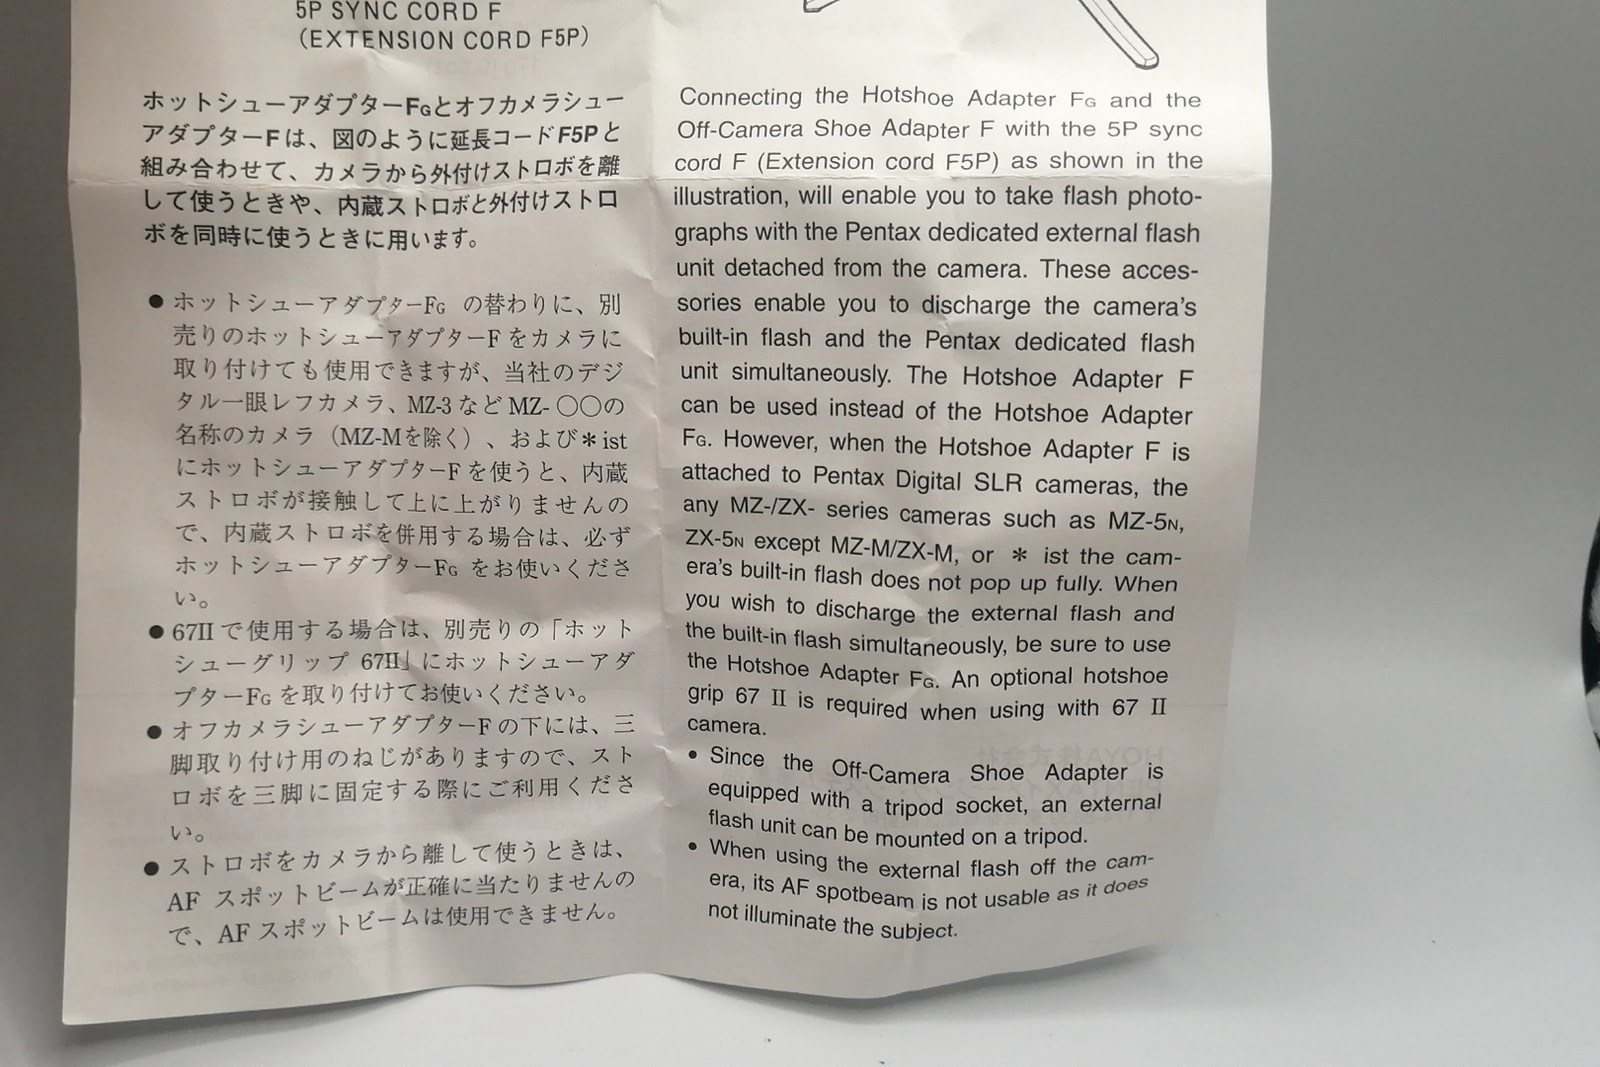 5P SYNC CORD F
(EXTENSION CORD F5P)
ホットシューアダプターFGとオフカメラシュー
アダプターFは、図のように延長コードF5Pと
組み合わせて、カメラから外付けストロボを離
して使うときや、内蔵ストロボと外付けストロ
ボを同時に使うときに用います。
● ホットシューアダプターFG の替わりに、別
売りのホットシューアダプターFをカメラに
取り付けても使用できますが、当社のデジ
タル一眼レフカメラ、MZ-3などMZ-○○の
名称のカメラ（MZ-Mを除く）、および＊ist
にホットシューアダプターFを使うと、内蔵
ストロボが接触して上に上がりませんの
で、内蔵ストロボを併用する場合は、必ず
ホットシューアダプターFG をお使いくださ
い。
● 67IIで使用する場合は、別売りの「ホット
シューグリップ 67II」にホットシューアダ
プターFGを取り付けてお使いください。
● オフカメラシューアダプターFの下には、三
脚取り付け用のねじがありますので、スト
ロボを三脚に固定する際にご利用くださ
い。
● ストロボをカメラから離して使うときは、
AF スポットビームが正確に当たりませんの
で、AF スポットビームは使用できません。
Connecting the Hotshoe Adapter FG and the
Off-Camera Shoe Adapter F with the 5P sync
cord F (Extension cord F5P) as shown in the
illustration, will enable you to take flash photo-
graphs with the Pentax dedicated external flash
unit detached from the camera. These acces-
sories enable you to discharge the camera's
built-in flash and the Pentax dedicated flash
unit simultaneously. The Hotshoe Adapter F
can be used instead of the Hotshoe Adapter
FG. However, when the Hotshoe Adapter F is
attached to Pentax Digital SLR cameras, the
any MZ-/ZX- series cameras such as MZ-5N,
ZX-5N except MZ-M/ZX-M, or ＊ ist the cam-
era's built-in flash does not pop up fully. When
you wish to discharge the external flash and
the built-in flash simultaneously, be sure to use
the Hotshoe Adapter FG. An optional hotshoe
grip 67 II is required when using with 67 II
camera.
• Since the Off-Camera Shoe Adapter is
equipped with a tripod socket, an external
flash unit can be mounted on a tripod.
• When using the external flash off the cam-
era, its AF spotbeam is not usable as it does
not illuminate the subject.